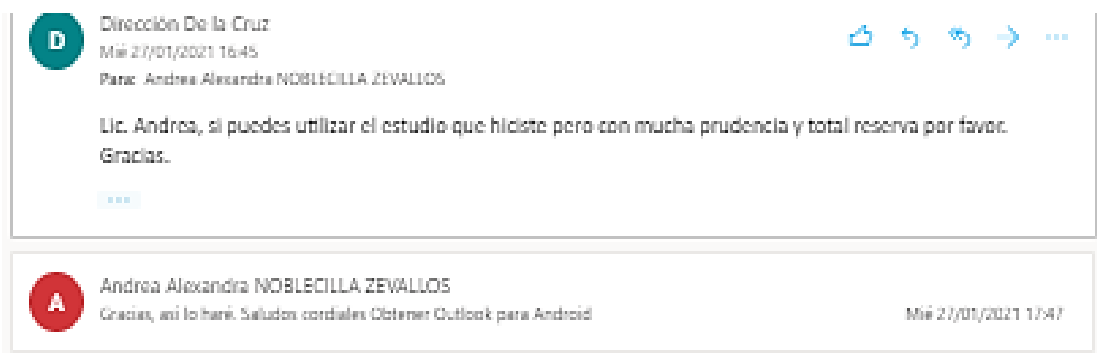 D
Dirección De la Cruz
Mié 27/01/2021 16:45
Para: Andrea Alexandra NOBLECILLA ZEVALLOS
Lic. Andrea, si puedes utilizar el estudio que hiciste pero con mucha prudencia y total reserva por favor.
Gracias.
A
Andrea Alexandra NOBLECILLA ZEVALLOS
Gracias, así lo haré. Saludos cordiales Obtener Outlook para Android
Mié 27/01/2021 17:47